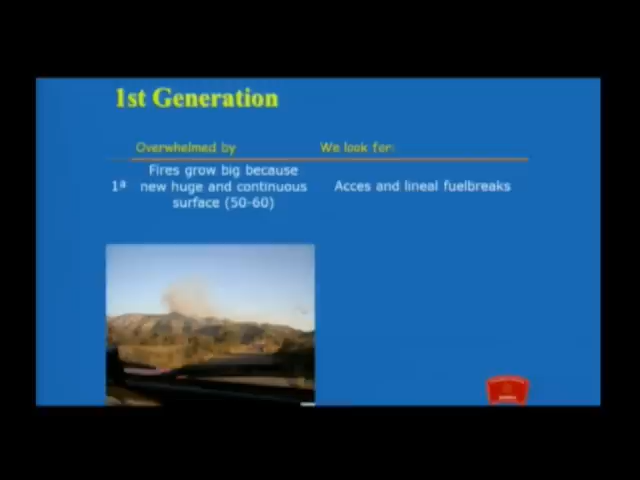 1st Generation
Overwhelmed by We look for:
Fires grow big because
1ª new huge and continuous Acces and lineal fuelbreaks
surface (50-60)